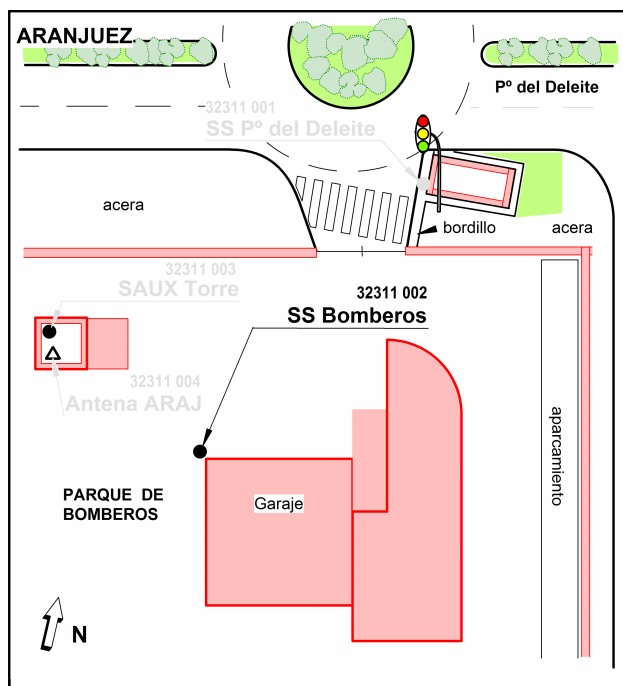 ARANJUEZ
Pº del Deleite
32311 001
SS Pº del Deleite
acera
bordillo
acera
32311 003
SAUX Torre
32311 002
SS Bomberos
32311 004
Antena ARAJ
aparcamiento
PARQUE DE
BOMBEROS
Garaje
N